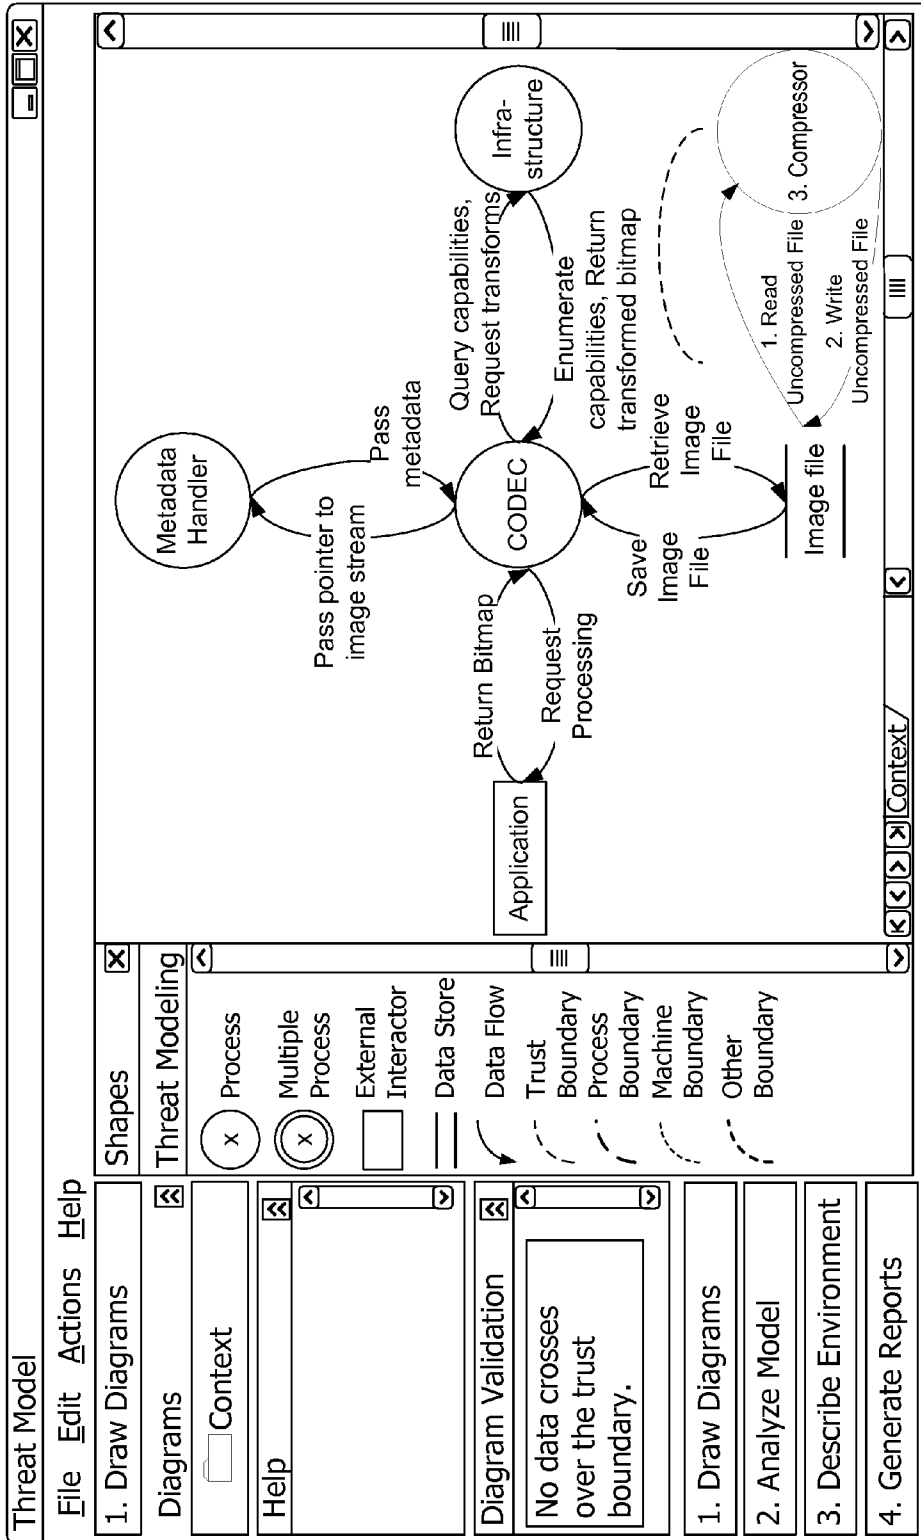 Threat Model
File Edit Actions Help
1. Draw Diagrams
Diagrams
Context
Help
Diagram Validation
No data crosses
over the trust
boundary.
1. Draw Diagrams
2. Analyze Model
3. Describe Environment
4. Generate Reports
Shapes
Threat Modeling
x
Process
x
Multiple
Process
External
Interactor
Data Store
Data Flow
Trust
Boundary
Process
Boundary
Machine
Boundary
Other
Boundary
Metadata
Handler
Pass pointer to
image stream
Pass
metadata
Query capabilities,
Request transforms
Infra-
structure
Return Bitmap
CODEC
Application
Request
Processing
Enumerate
capabilities, Return
transformed bitmap
Save
Image
File
Retrieve
Image
File
Image file
1. Read
Uncompressed File
2. Write
Uncompressed File
3. Compressor
Context